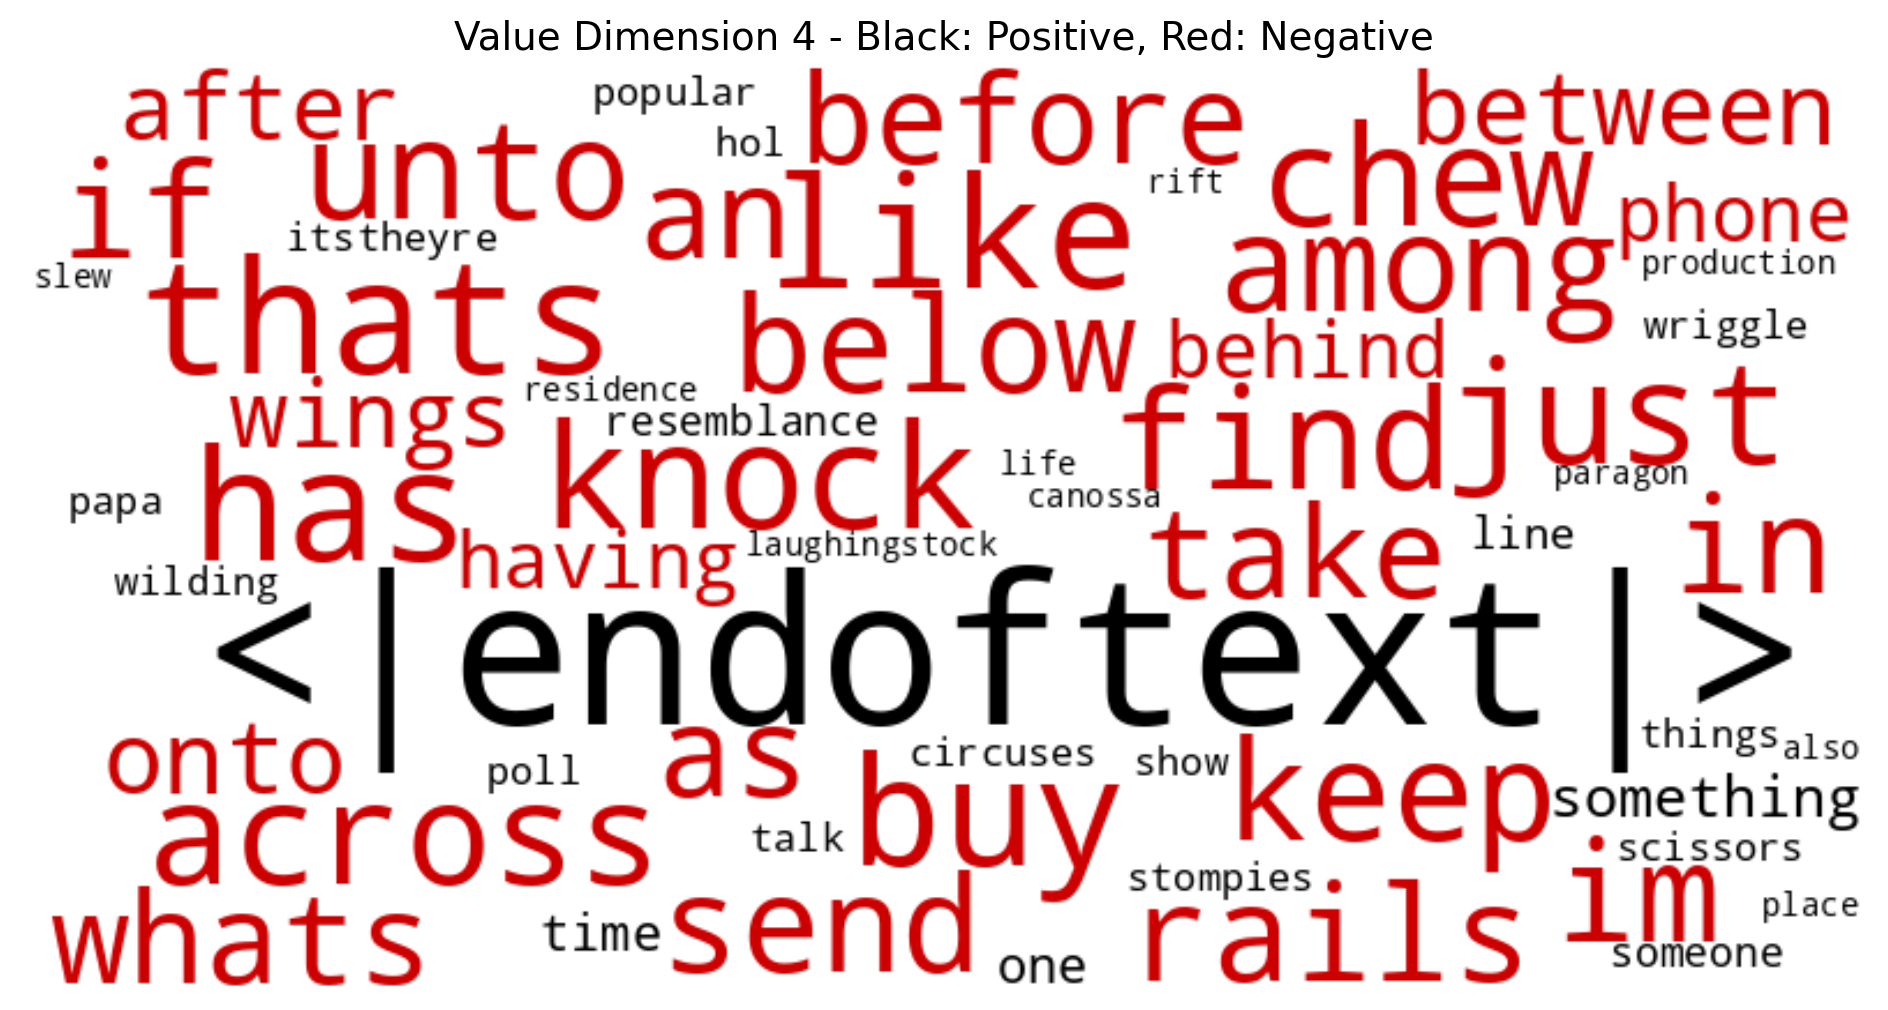 Value Dimension 4 - Black: Positive, Red: Negative
after popular before between
hol
if unto an like rift chew phone
itstheyre among production
slew thats below behind wriggle
wings residence find just
resemblance
has knock life paragon
papa canossa
having laughingstock take line in
wilding
<|endoftext|>
onto as circuses show things also
poll buy keep something
across talk scissors
stompies im place
whats time send one rails someone